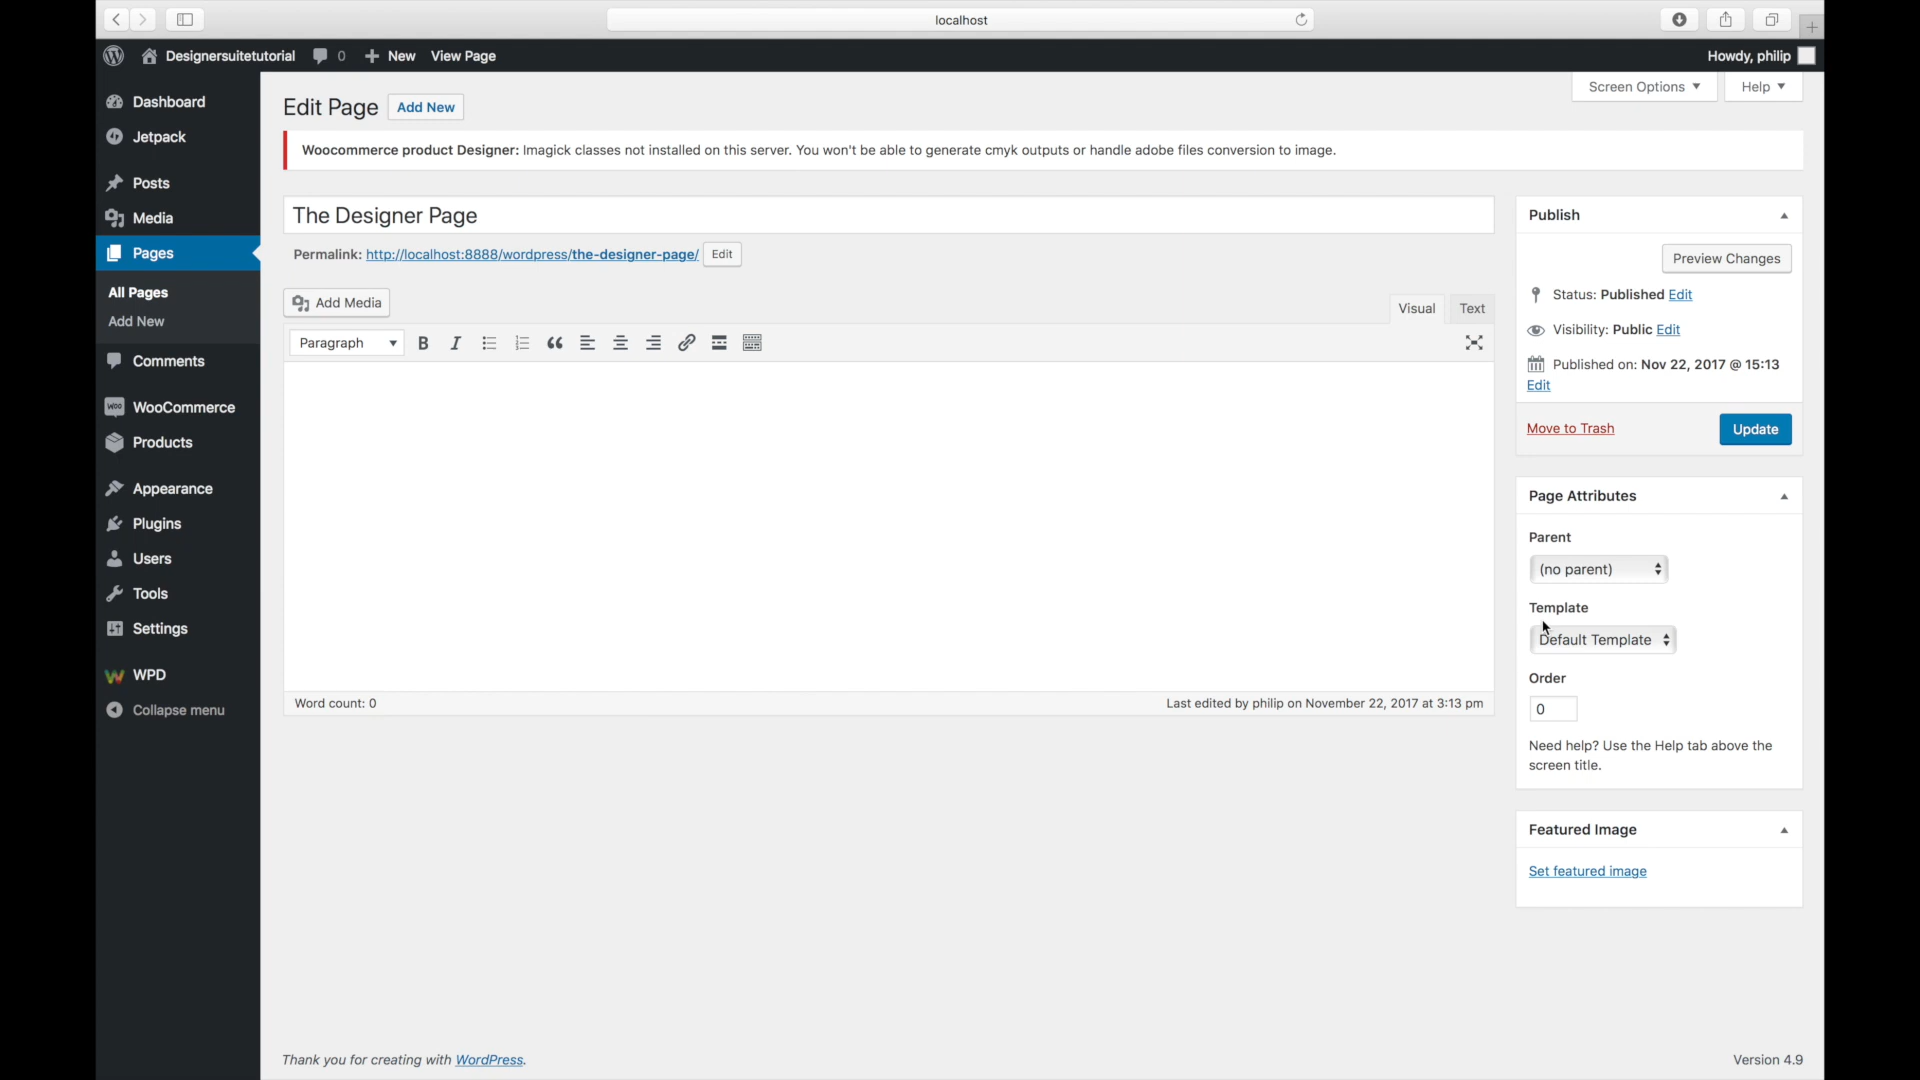 localhost
Designersuitetutorial 0 New View Page Howdy, philip
Screen Options Help
Dashboard
Jetpack
Posts
Media
Pages
All Pages
Add New
Comments
WooCommerce
Products
Appearance
Plugins
Users
Tools
Settings
WPD
Collapse menu
Edit Page Add New
Woocommerce product Designer: Imagick classes not installed on this server. You won't be able to generate cmyk outputs or handle adobe files conversion to image.
The Designer Page
Permalink: http://localhost:8888/wordpress/the-designer-page/ Edit
Add Media
Visual Text
Paragraph
Word count: 0 Last edited by philip on November 22, 2017 at 3:13 pm
Publish
Preview Changes
Status: Published Edit
Visibility: Public Edit
Published on: Nov 22, 2017 @ 15:13
Edit
Move to Trash Update
Page Attributes
Parent
(no parent)
Template
Default Template
Order
0
Need help? Use the Help tab above the
screen title.
Featured Image
Set featured image
Thank you for creating with WordPress. Version 4.9